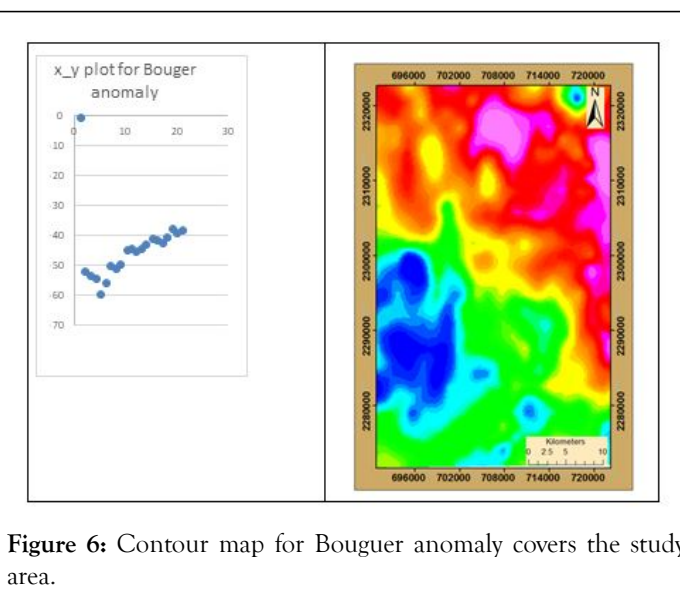 x_y plot for Bouger
anomaly
0
10
20
30
40
50
60
70
0 10 20 30
696000 702000 708000 714000 720000
N
2320000 2310000 2300000 2290000 2280000
2320000 2310000 2300000 2290000 2280000
Kilometers
0 2.5 5 10
696000 702000 708000 714000 720000
Figure 6: Contour map for Bouguer anomaly covers the study
area.